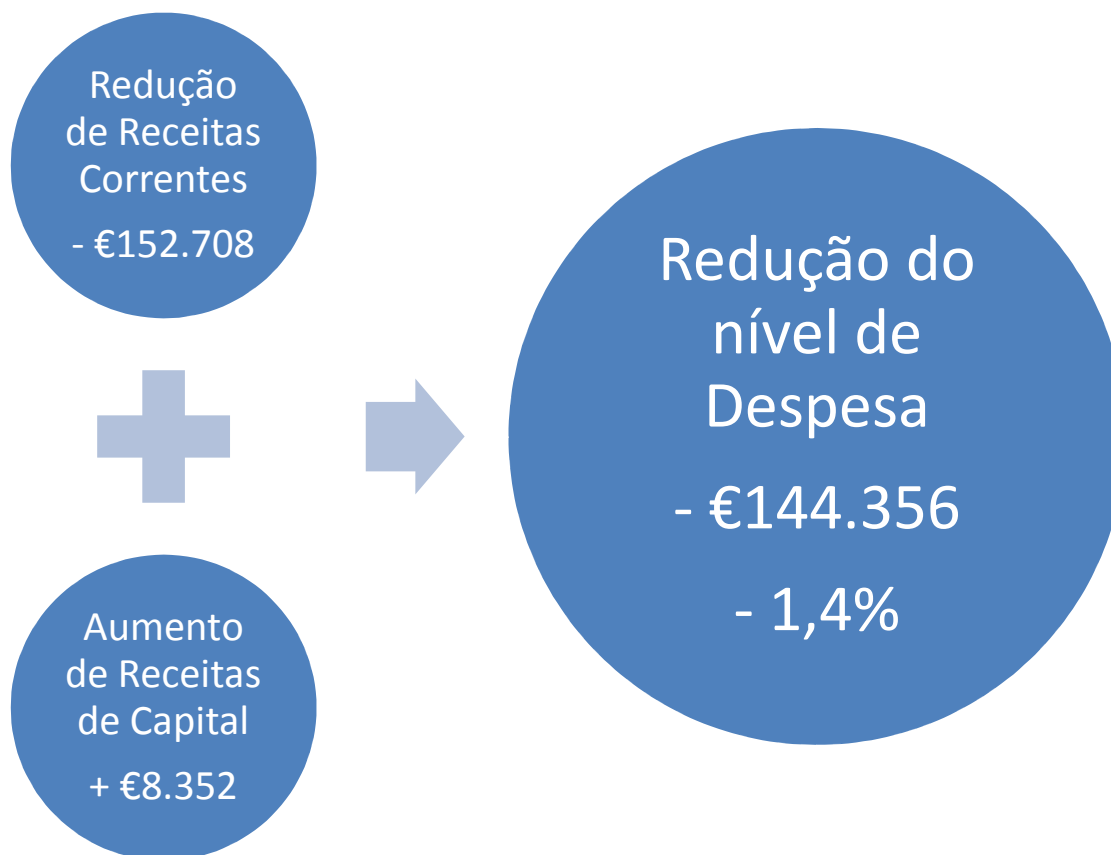 Redução
de Receitas
Correntes
- €152.708
Aumento
de Receitas
de Capital
+ €8.352
Redução do
nível de
Despesa
- €144.356
- 1,4%